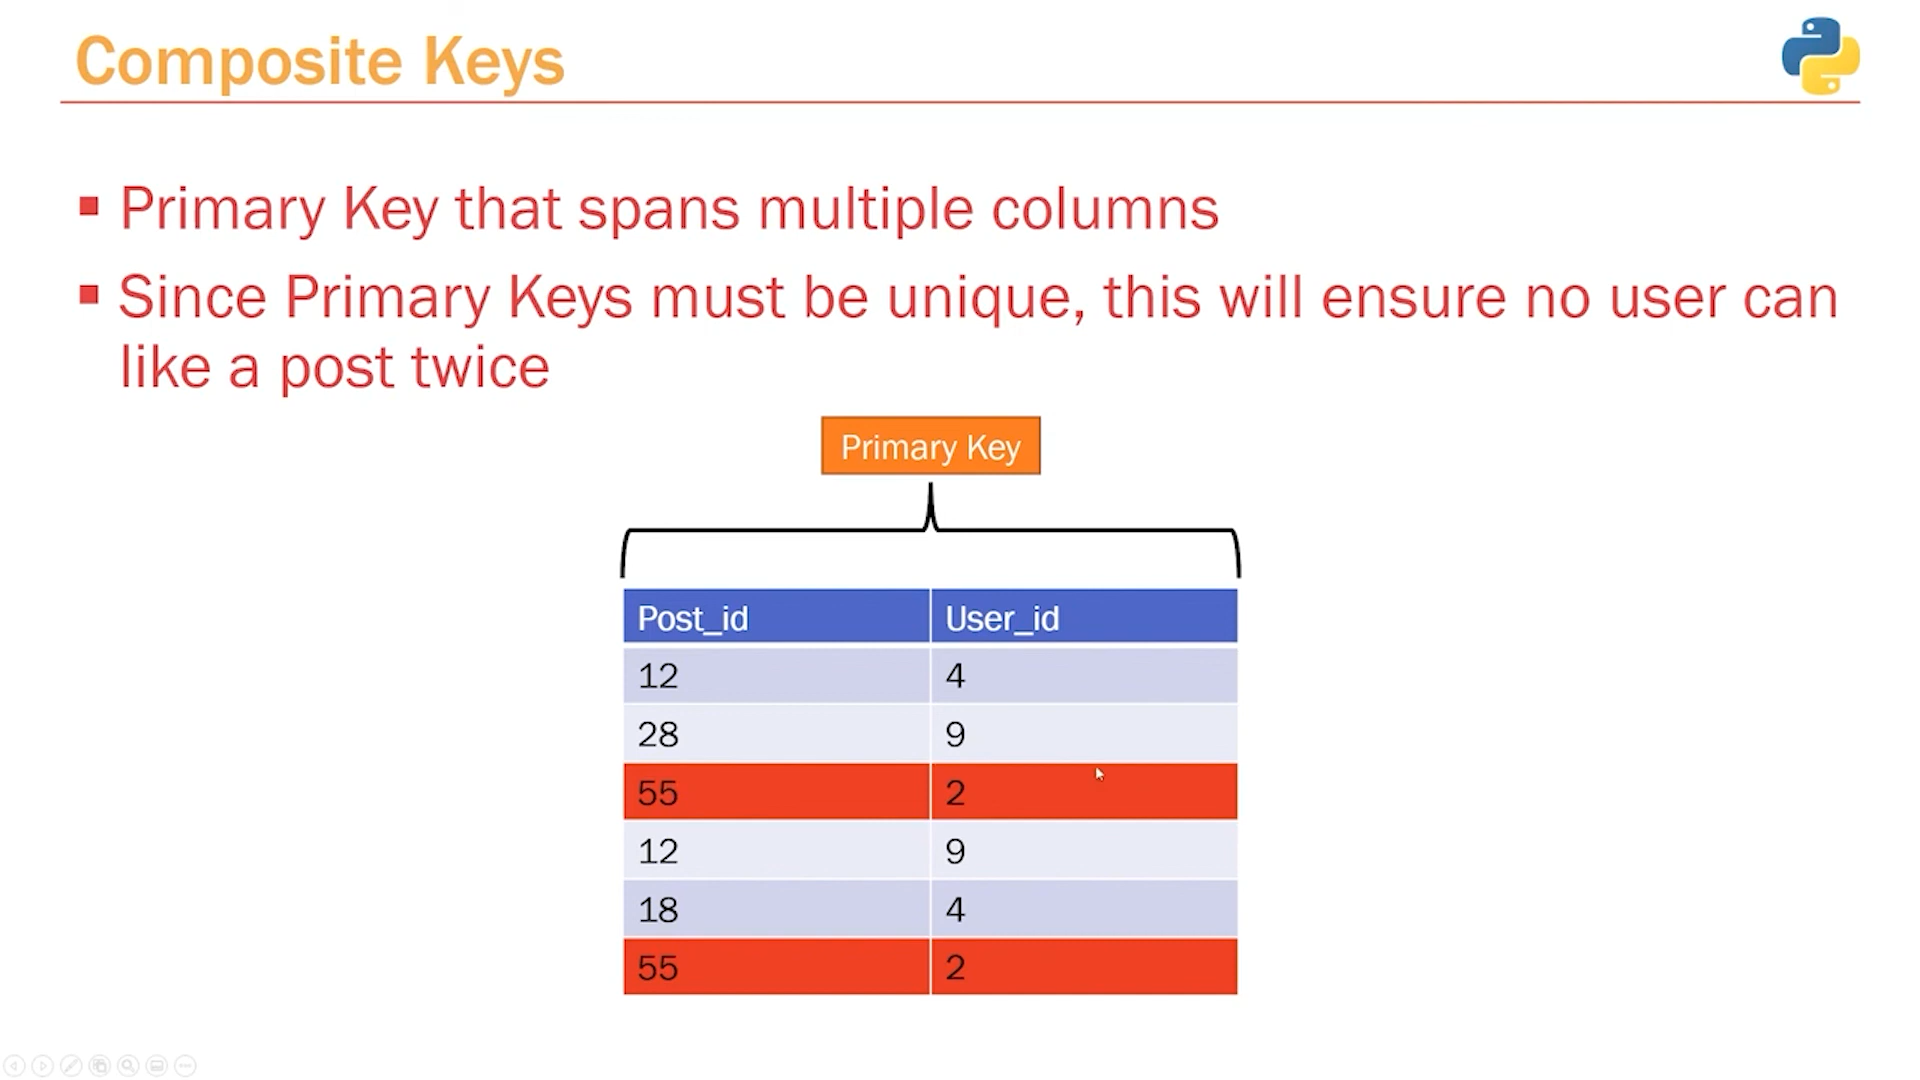 Composite Keys
Primary Key that spans multiple columns
Since Primary Keys must be unique, this will ensure no user can
like a post twice
Primary Key
Post_id User_id
12 4
28 9
55 2
12 9
18 4
55 2